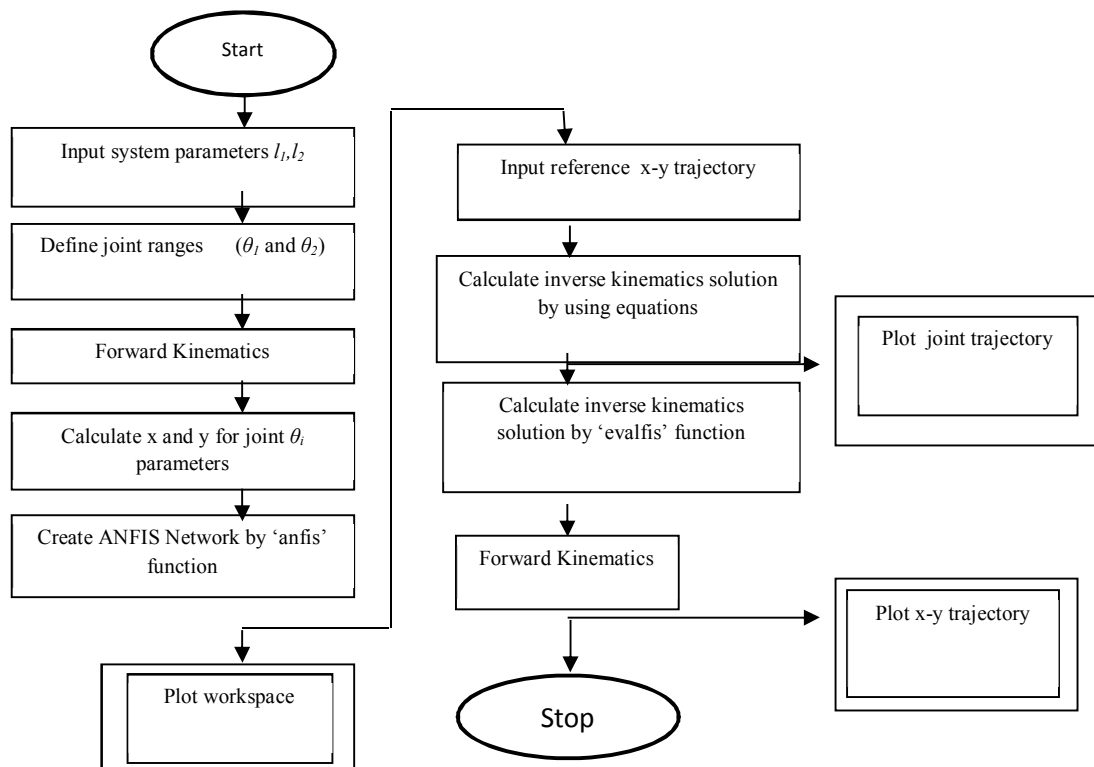 Start
Input system parameters l1,l2
Define joint ranges (θ1 and θ2)
Forward Kinematics
Calculate x and y for joint θi
parameters
Create ANFIS Network by ‘anfis’
function
Plot workspace
Input reference x-y trajectory
Calculate inverse kinematics solution
by using equations
Plot joint trajectory
Calculate inverse kinematics
solution by ‘evalfis’ function
Forward Kinematics
Plot x-y trajectory
Stop